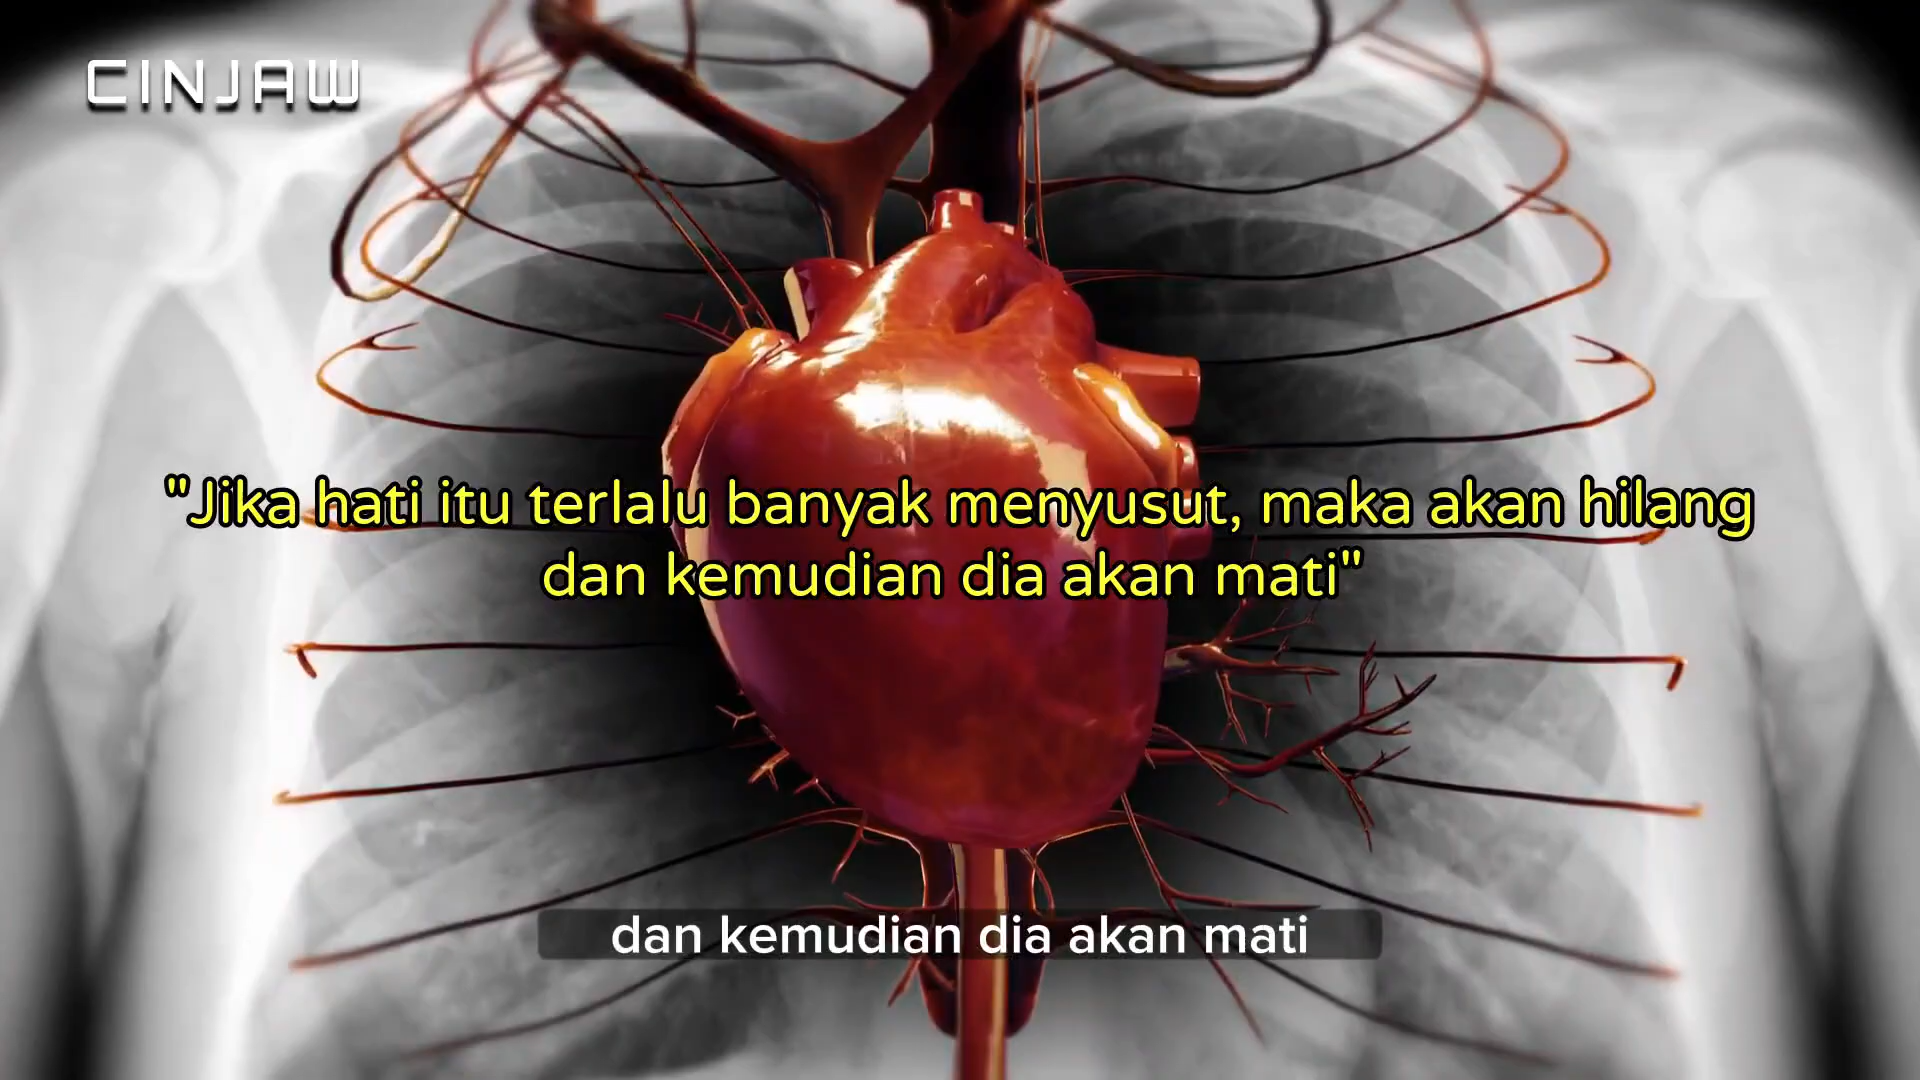 CINJAW
"Jika hati itu terlalu banyak menyusut, maka akan hilang
dan kemudian dia akan mati"
dan kemudian dia akan mati